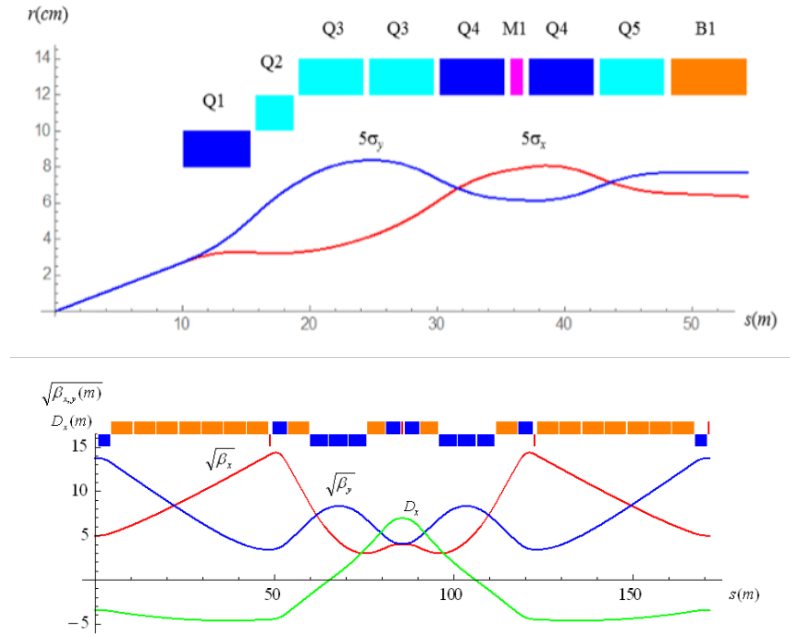 r(cm)
Q3 Q3 Q4 M1 Q4 Q5 B1
14
Q2
12
Q1
10
5σy 5σx
8
6
4
2
10 20 30 40 50 s(m)
√βx,y(m)
Dx(m)
15
√βx
√βy
10
Dx
5
50 100 150 s(m)
−5